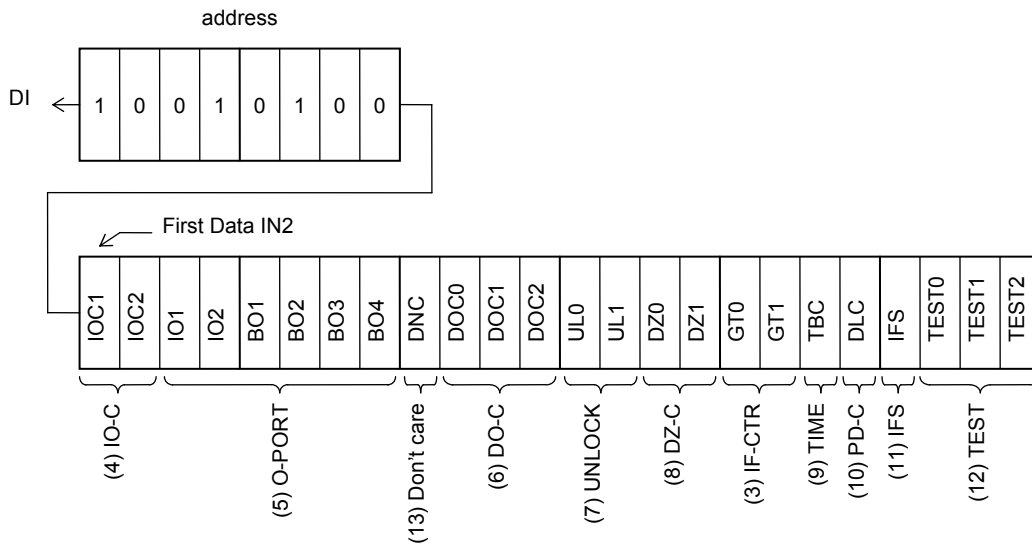 address
DI
1 0 0 1 0 1 0 0
First Data IN2
IOC1 IOC2 IO1 IO2 BO1 BO2 BO3 BO4 DNC DOC0 DOC1 DOC2 UL0 UL1 DZ0 DZ1 GT0 GT1 TBC DLC IFS TEST0 TEST1 TEST2
(4) IO-C
(5) O-PORT
(13) Don't care
(6) DO-C
(7) UNLOCK
(8) DZ-C
(3) IF-CTR
(9) TIME
(10) PD-C
(11) IFS
(12) TEST